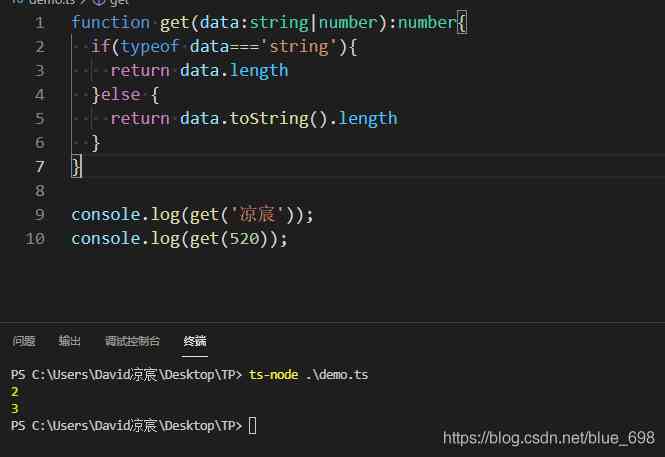 demo.ts > get
1 function get(data:string|number):number{
2 if(typeof data==='string'){
3 return data.length
4 }else {
5 return data.toString().length
6 }
7 }
8
9 console.log(get('凉宸'));
10 console.log(get(520));
问题 输出 调试控制台 终端
PS C:\Users\David凉宸\Desktop\TP> ts-node .\demo.ts
2
3
PS C:\Users\David凉宸\Desktop\TP>
https://blog.csdn.net/blue_698